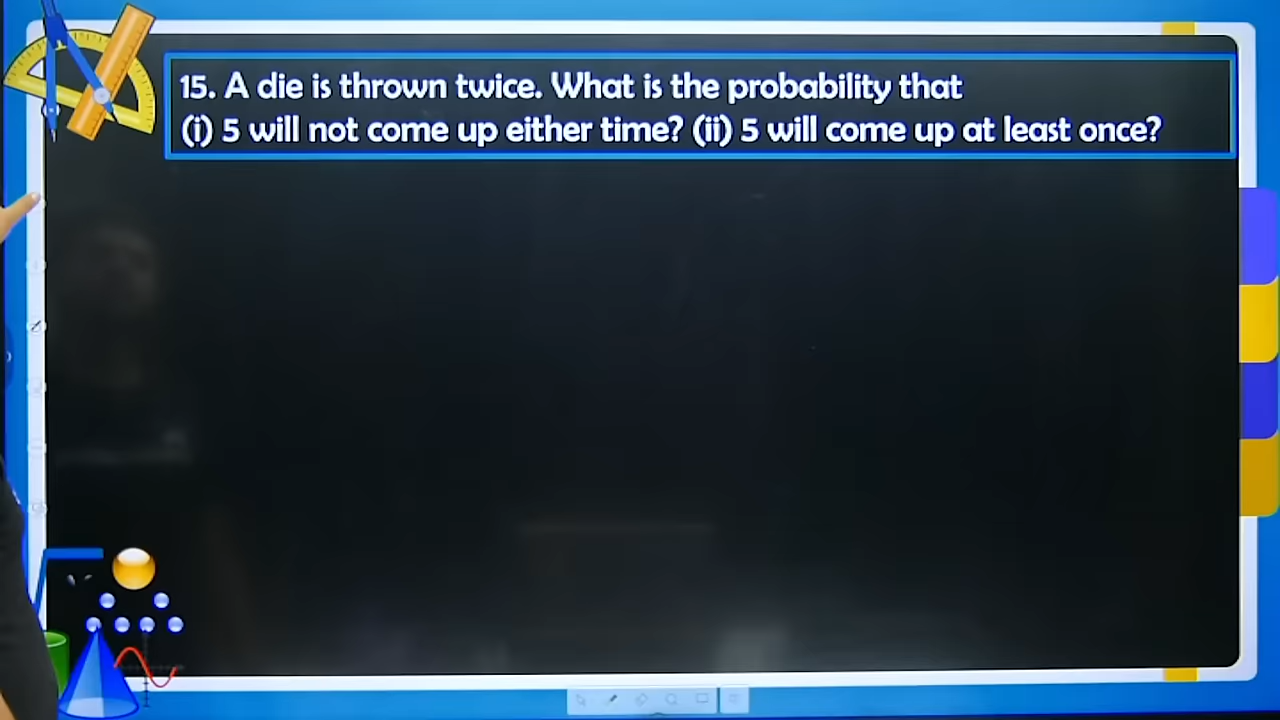 15. A die is thrown twice. What is the probability that
(i) 5 will not come up either time? (ii) 5 will come up at least once?